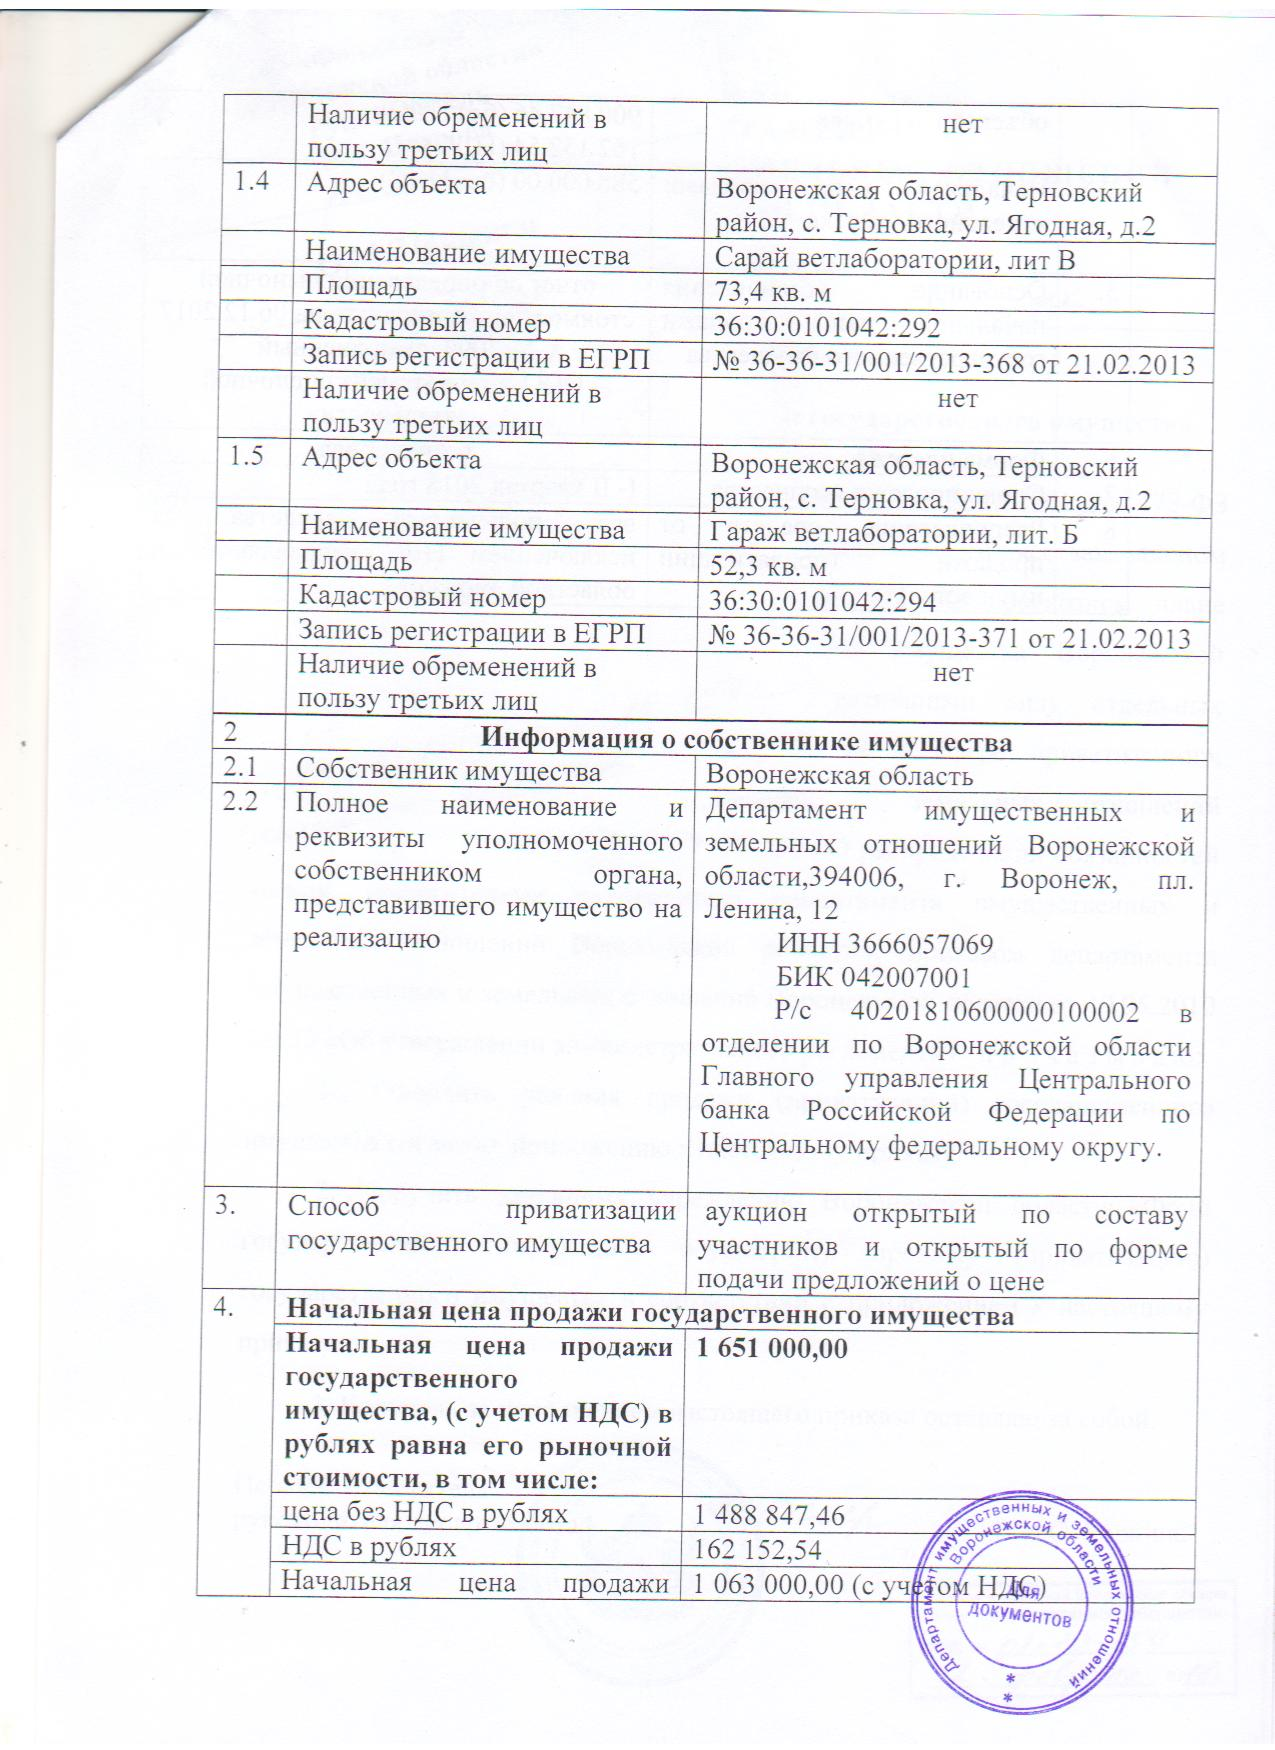 Наличие обременений в
пользу третьих лиц
нет
1.4
Адрес объекта
Воронежская область, Терновский
район, с. Терновка, ул. Ягодная, д.2
Наименование имущества
Сарай ветлаборатории, лит В
Площадь
73,4 кв. м
Кадастровый номер
36:30:0101042:292
Запись регистрации в ЕГРП
№ 36-36-31/001/2013-368 от 21.02.2013
Наличие обременений в
пользу третьих лиц
нет
1.5
Адрес объекта
Воронежская область, Терновский
район, с. Терновка, ул. Ягодная, д.2
Наименование имущества
Гараж ветлаборатории, лит. Б
Площадь
52,3 кв. м
Кадастровый номер
36:30:0101042:294
Запись регистрации в ЕГРП
№ 36-36-31/001/2013-371 от 21.02.2013
Наличие обременений в
пользу третьих лиц
нет
2
Информация о собственнике имущества
2.1
Собственник имущества
Воронежская область
2.2
Полное наименование и
реквизиты уполномоченного
собственником органа,
представившего имущество на
реализацию
Департамент имущественных и
земельных отношений Воронежской
области,394006, г. Воронеж, пл.
Ленина, 12
ИНН 3666057069
БИК 042007001
Р/с 40201810600000100002 в
отделении по Воронежской области
Главного управления Центрального
банка Российской Федерации по
Центральному федеральному округу.
3.
Способ приватизации
государственного имущества
аукцион открытый по составу
участников и открытый по форме
подачи предложений о цене
4.
Начальная цена продажи государственного имущества
Начальная цена продажи
государственного
имущества, (с учетом НДС) в
рублях равна его рыночной
стоимости, в том числе:
1 651 000,00
цена без НДС в рублях
1 488 847,46
НДС в рублях
162 152,54
Начальная цена продажи
1 063 000,00 (с учетом НДС)
Департамент имущественных и земельных отношений
Воронежской области
Для
документов